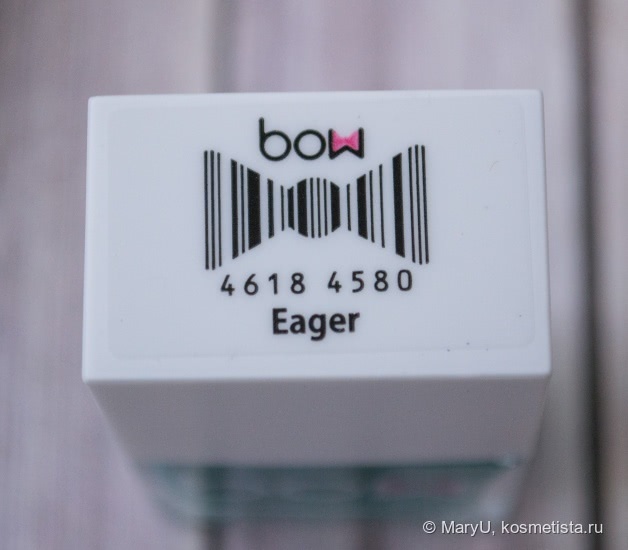 bow
4618 4580
Eager
© MaryU, kosmetista.ru